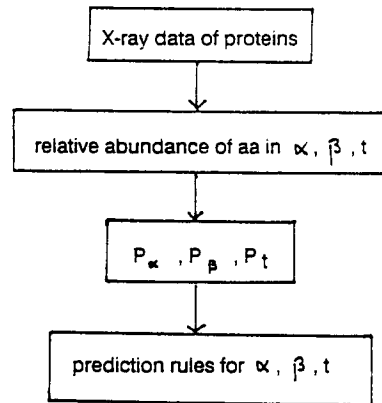 X-ray data of proteins
relative abundance of aa in α, β, t
Pα , Pβ , Pt
prediction rules for α, β, t